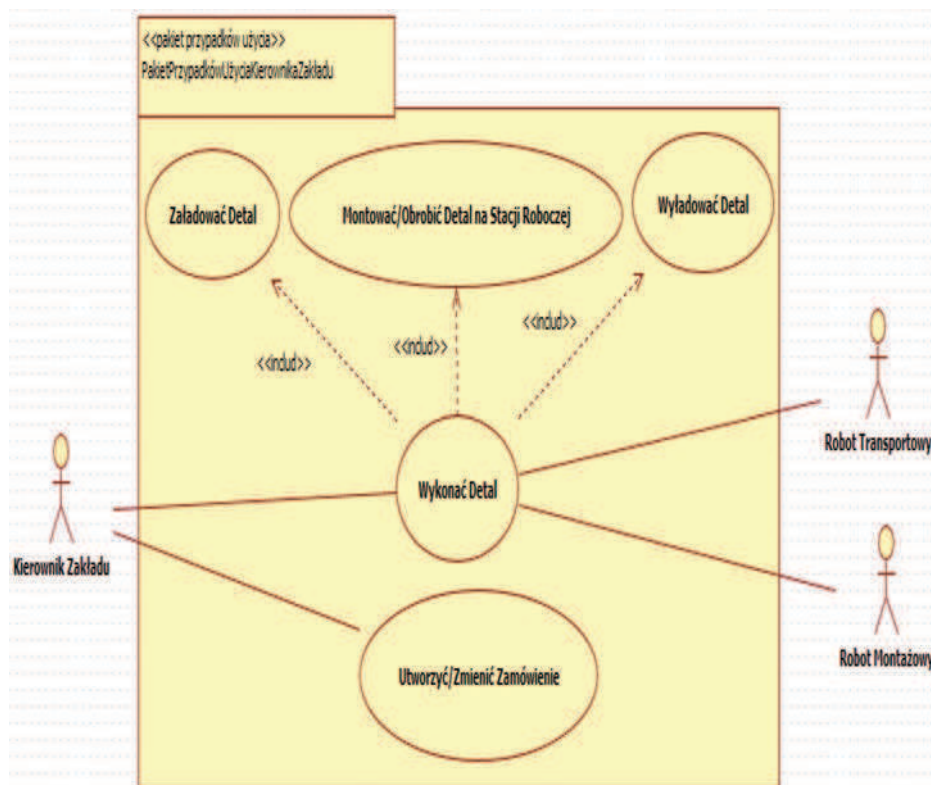 <<pakiet przypadków użycia>>
PakietPrzypadkówUżyciaKierownikaZakładu
Załadować Detal
Montować/Obrobić Detal na Stacji Roboczej
Wyładować Detal
<<includ>>
<<includ>>
<<includ>>
Robot Transportowy
Wykonać Detal
Kierownik Zakładu
Robot Montażowy
Utworzyć/Zmienić Zamówienie